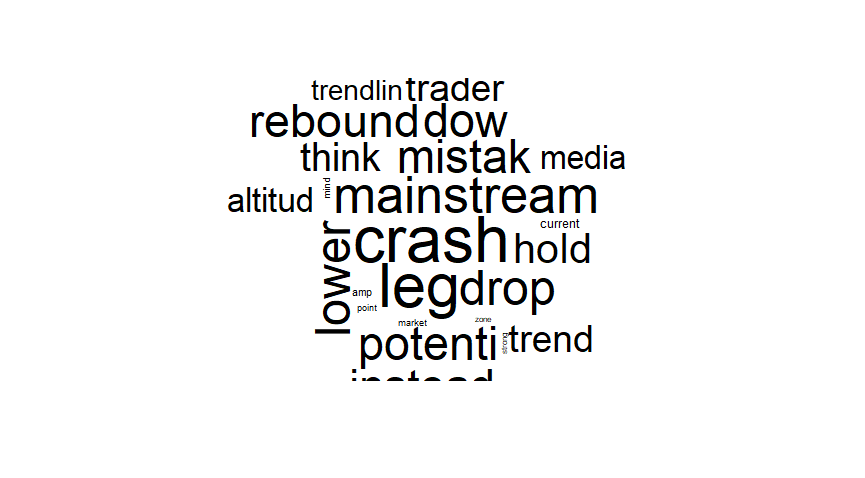 trendlin trader
rebound dow
think mistak media
mind
altitud mainstream
current
lower crash hold
leg drop
amp
point
market zone
potenti strong trend
instead